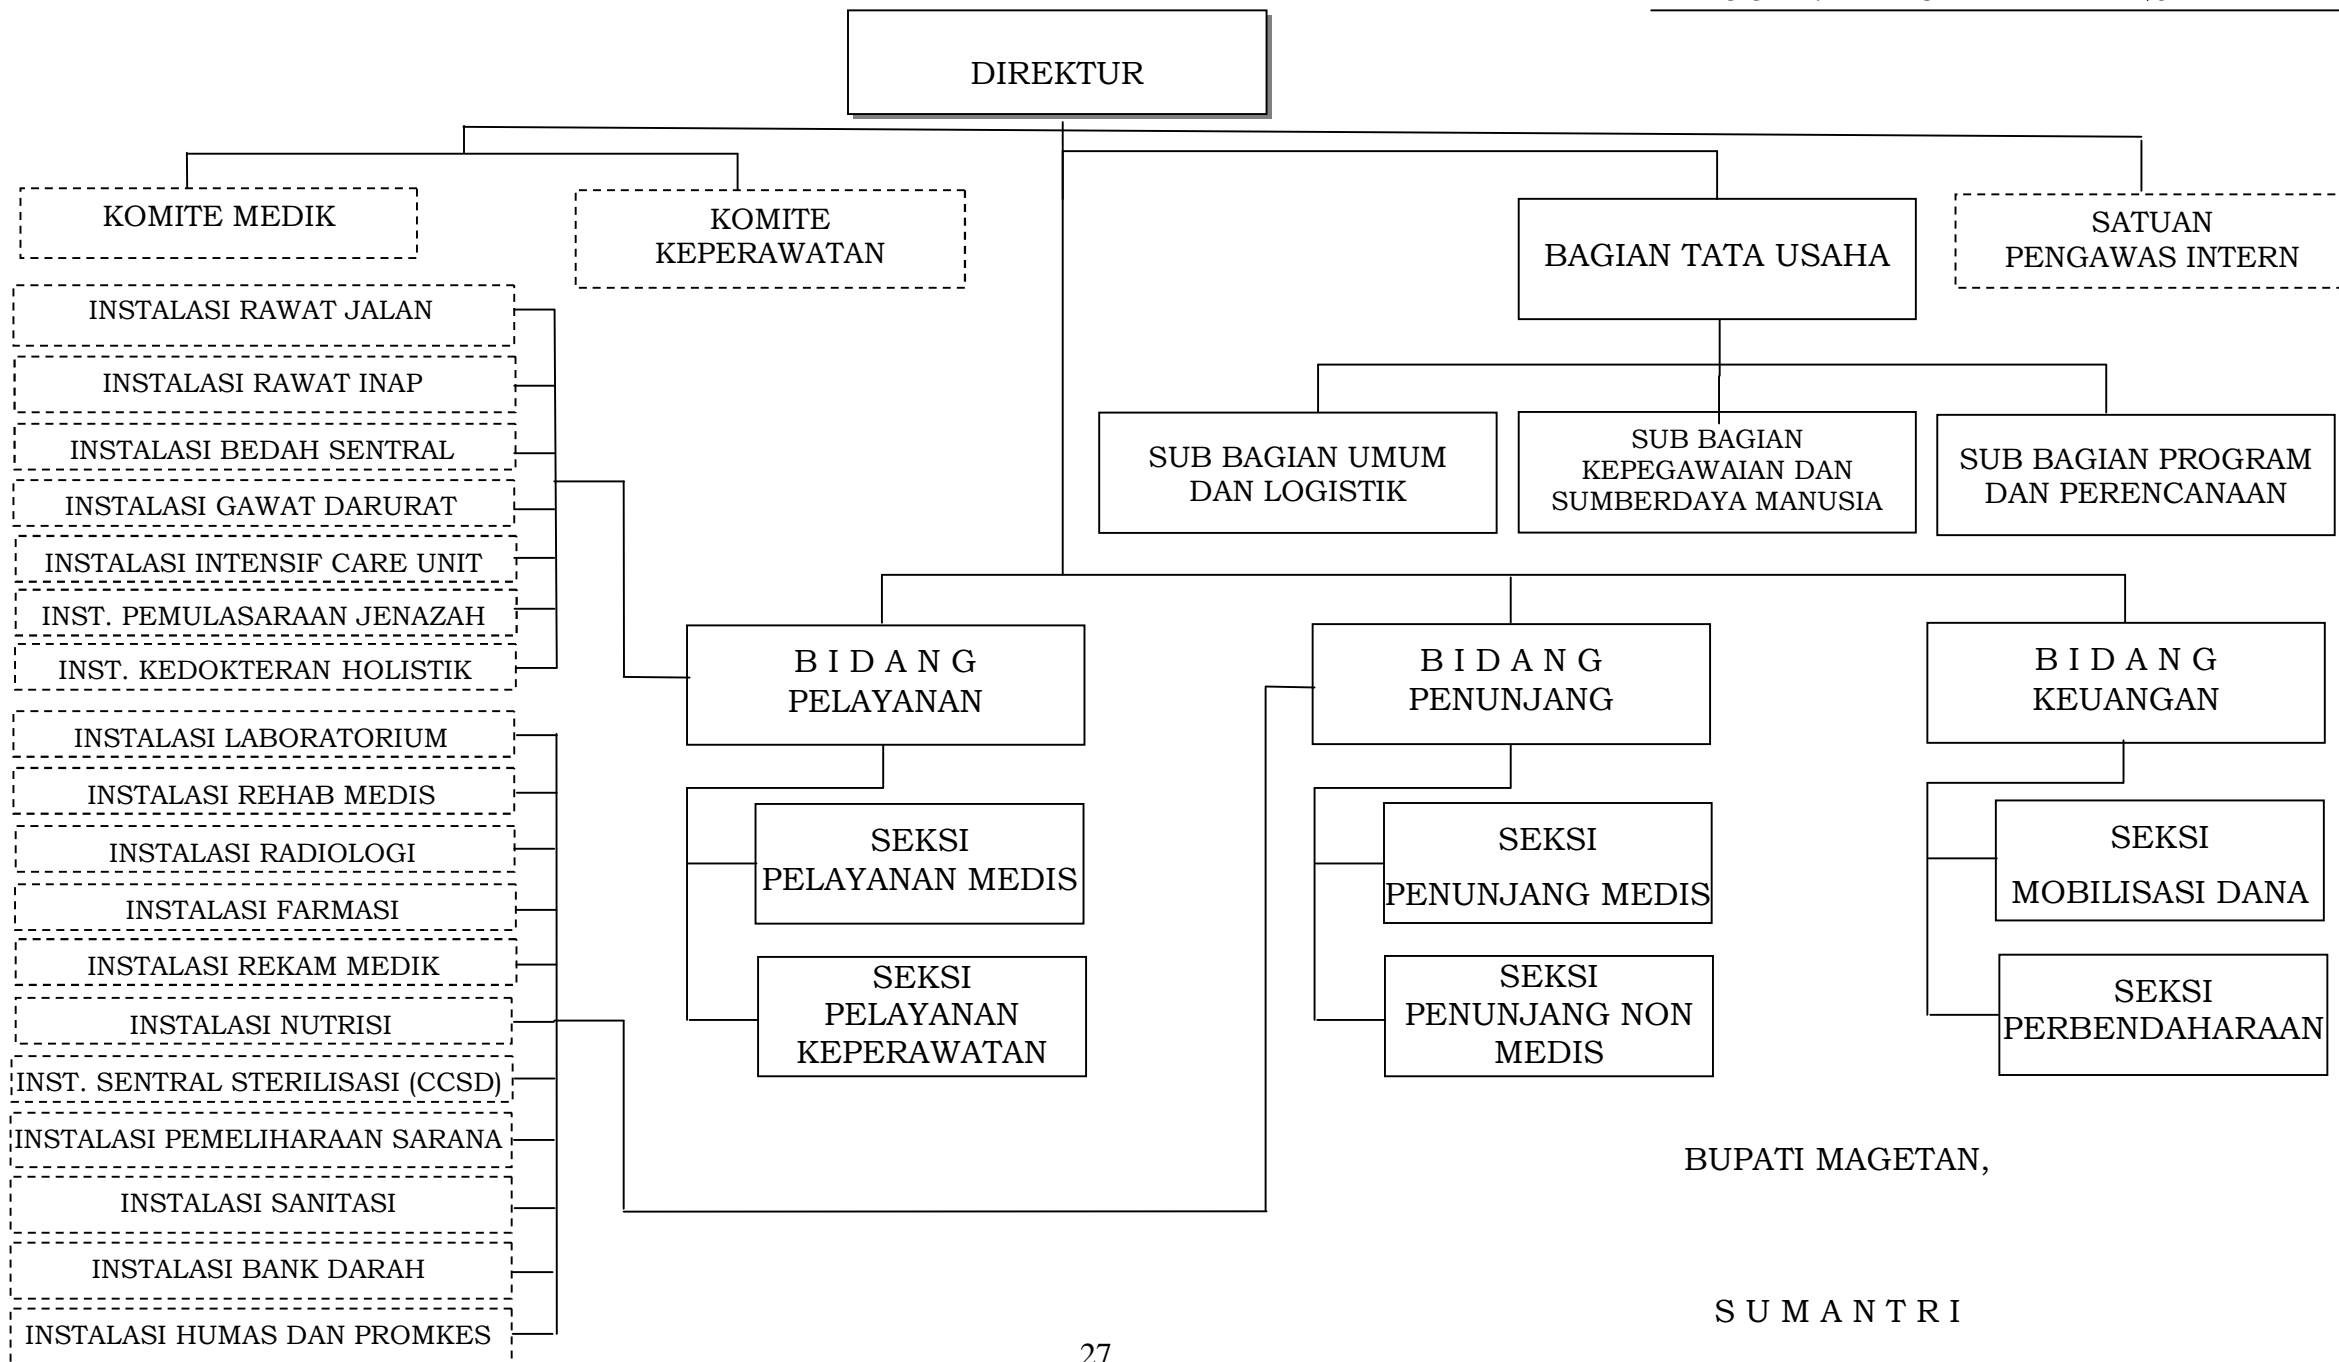 DIREKTUR
KOMITE MEDIK
KOMITE
KEPERAWATAN
BAGIAN TATA USAHA
SATUAN
PENGAWAS INTERN
INSTALASI RAWAT JALAN
INSTALASI RAWAT INAP
INSTALASI BEDAH SENTRAL
INSTALASI GAWAT DARURAT
INSTALASI INTENSIF CARE UNIT
INST. PEMULASARAAN JENAZAH
INST. KEDOKTERAN HOLISTIK
SUB BAGIAN UMUM
DAN LOGISTIK
SUB BAGIAN
KEPEGAWAIAN DAN
SUMBERDAYA MANUSIA
SUB BAGIAN PROGRAM
DAN PERENCANAAN
B I D A N G
PELAYANAN
B I D A N G
PENUNJANG
B I D A N G
KEUANGAN
INSTALASI LABORATORIUM
INSTALASI REHAB MEDIS
INSTALASI RADIOLOGI
INSTALASI FARMASI
INSTALASI REKAM MEDIK
INSTALASI NUTRISI
INST. SENTRAL STERILISASI (CCSD)
INSTALASI PEMELIHARAAN SARANA
INSTALASI SANITASI
INSTALASI BANK DARAH
INSTALASI HUMAS DAN PROMKES
SEKSI
PELAYANAN MEDIS
SEKSI
PELAYANAN
KEPERAWATAN
SEKSI
PENUNJANG MEDIS
SEKSI
PENUNJANG NON
MEDIS
SEKSI
MOBILISASI DANA
SEKSI
PERBENDAHARAAN
BUPATI MAGETAN,
S U M A N T R I
27